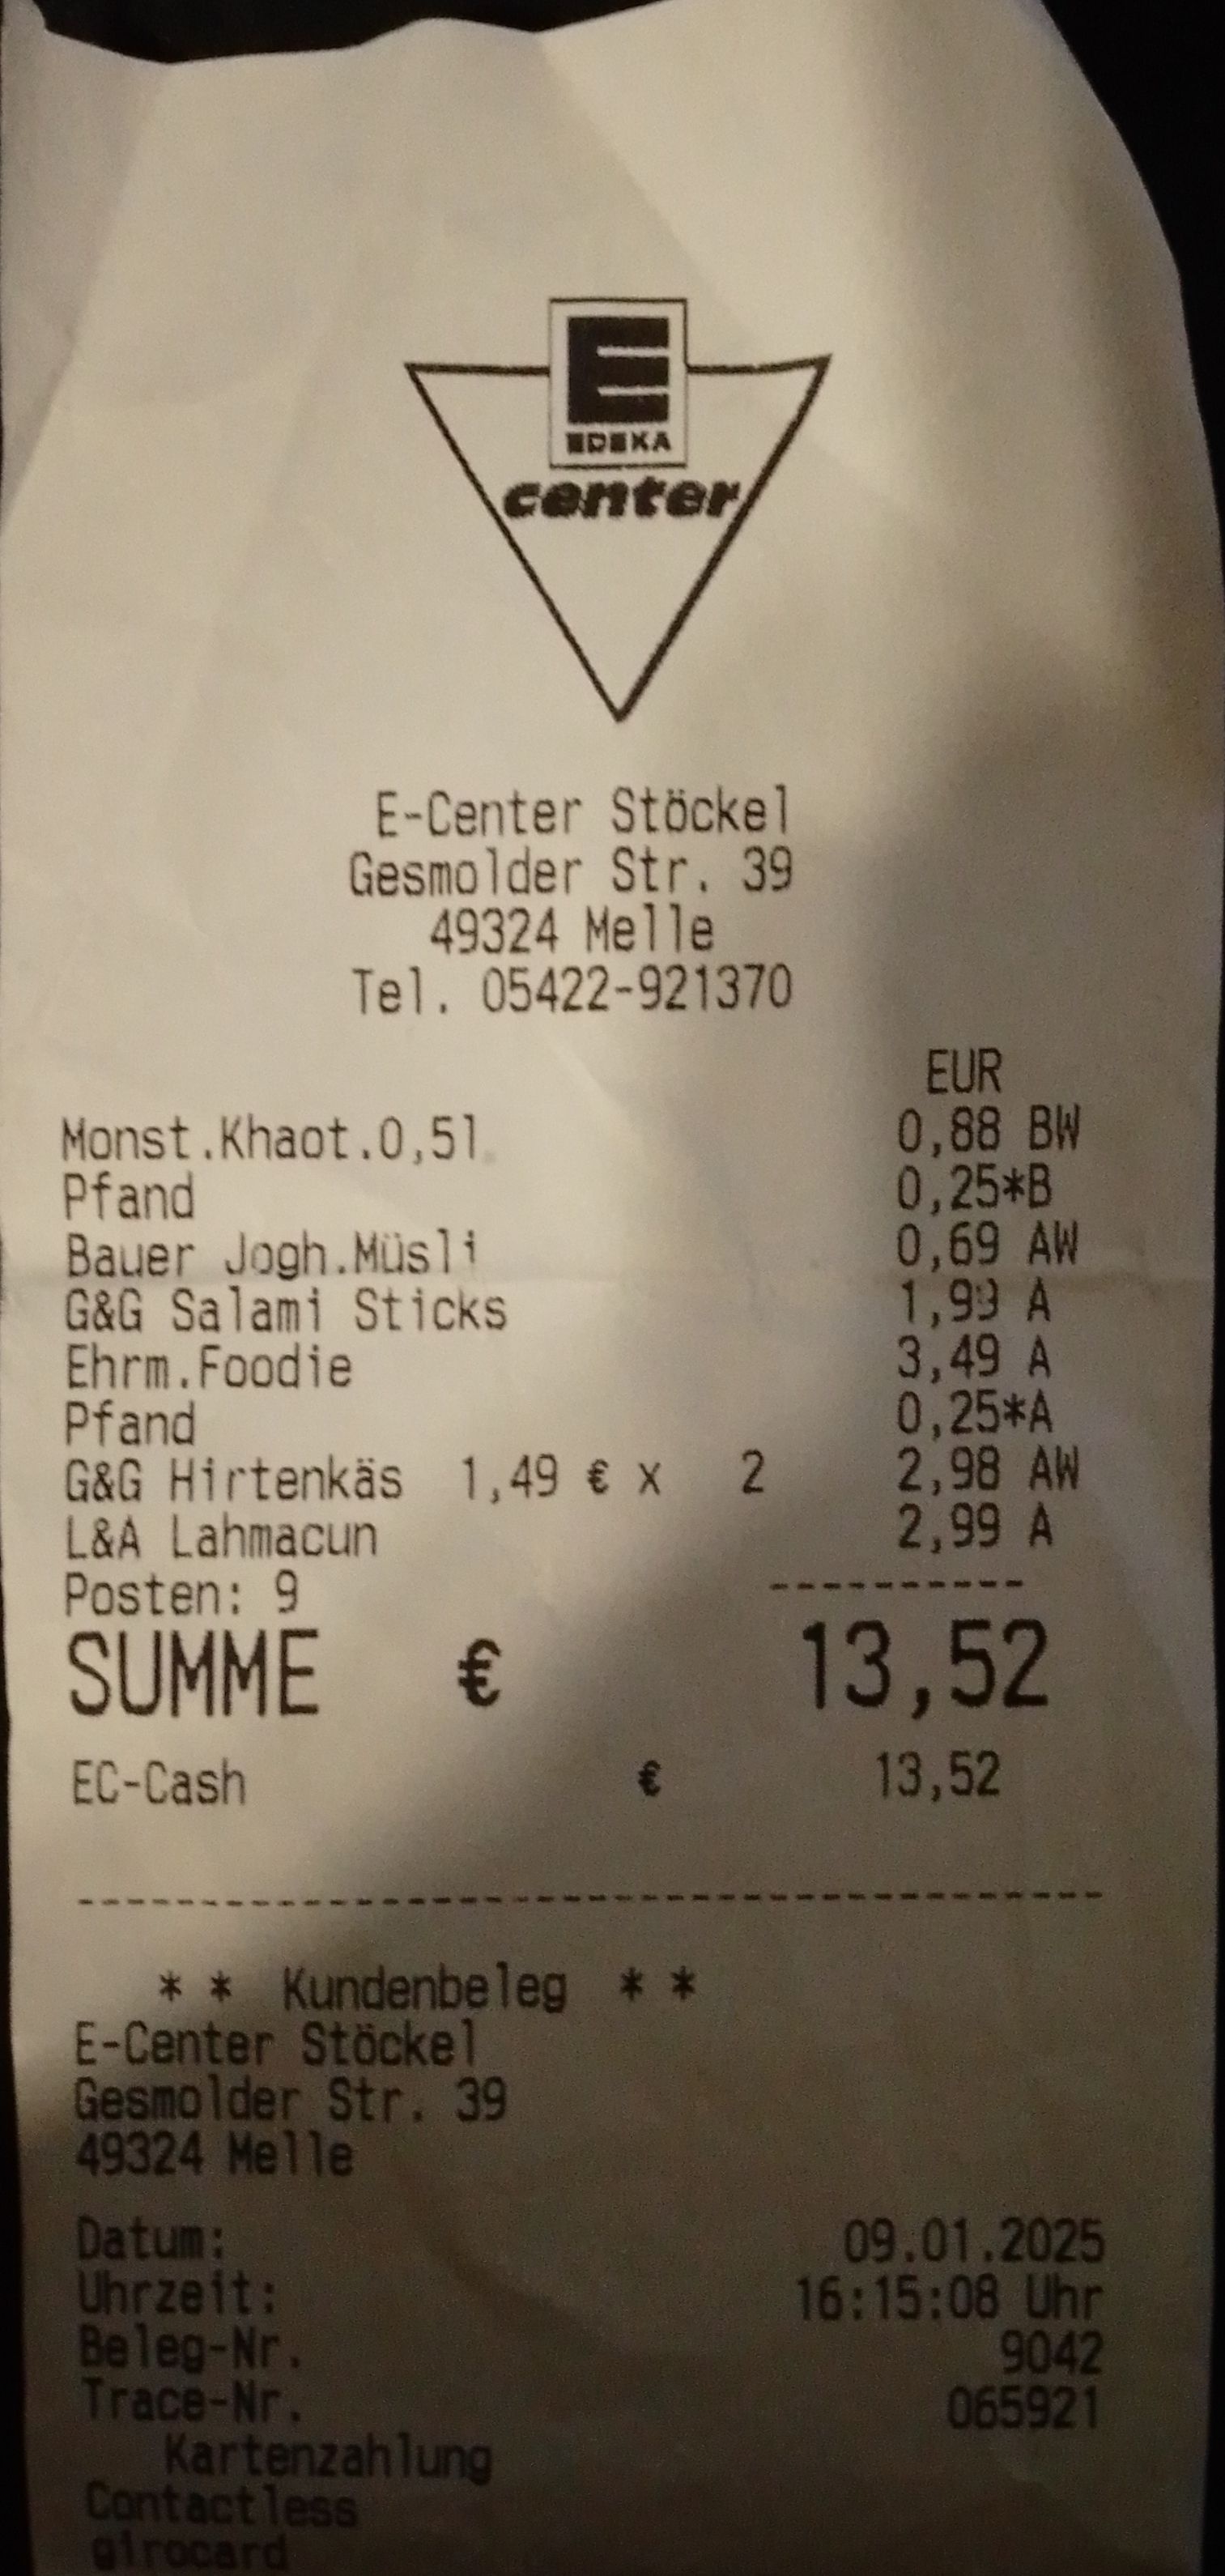 E
EDEKA
center
E-Center Stöckel
Gesmolder Str. 39
49324 Melle
Tel. 05422-921370
EUR
Monst.Khaot.0,5l 0,88 BW
Pfand 0,25*B
Bauer Jogh.Müsli 0,69 AW
G&G Salami Sticks 1,99 A
Ehrm.Foodie 3,49 A
Pfand 0,25*A
G&G Hirtenkäs 1,49 € x 2 2,98 AW
L&A Lahmacun 2,99 A
Posten: 9 ----------
SUMME € 13,52
EC-Cash € 13,52
----------------------------------------
* * Kundenbeleg * *
E-Center Stöckel
Gesmolder Str. 39
49324 Melle
Datum: 09.01.2025
Uhrzeit: 16:15:08 Uhr
Beleg-Nr. 9042
Trace-Nr. 065921
Kartenzahlung
Contactless
girocard